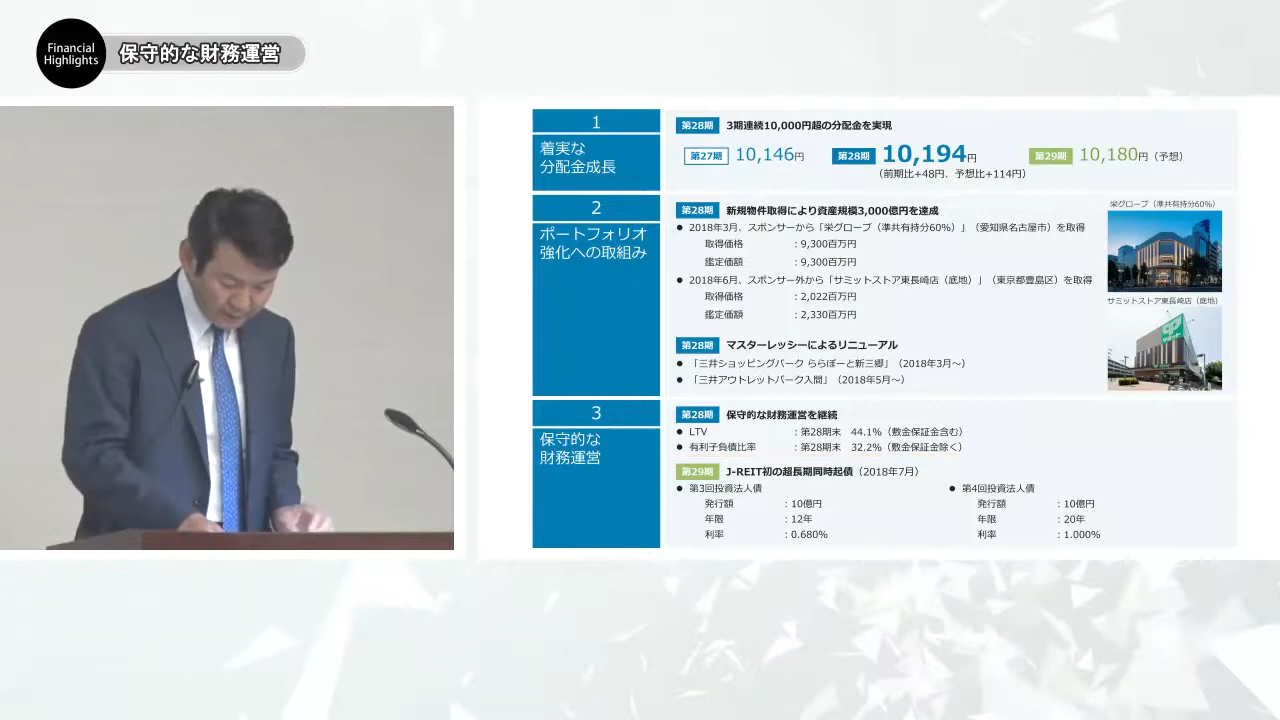 Financial
Highlights
保守的な財務運営
1
着実な
分配金成長
第28期 3期連続10,000円超の分配金を実現
第27期 10,146円 第28期 10,194円 第29期 10,180円（予想）
（前期比+48円、予想比+114円）
2
ポートフォリオ
強化への取組み
第28期 新規物件取得により資産規模3,000億円を達成
● 2018年3月、スポンサーから「栄グローブ（準共有持分60%）」（愛知県名古屋市）を取得
取得価格 ：9,300百万円
鑑定価額 ：9,300百万円
● 2018年6月、スポンサー外から「サミットストア東長崎店（底地）」（東京都豊島区）を取得
取得価格 ：2,022百万円
鑑定価額 ：2,330百万円
栄グローブ（準共有持分60%）
サミットストア東長崎店（底地）
第28期 マスターレッシーによるリニューアル
● 「三井ショッピングパーク ららぽーと新三郷」（2018年3月～）
● 「三井アウトレットパーク入間」（2018年5月～）
3
保守的な
財務運営
第28期 保守的な財務運営を継続
● LTV ：第28期末 44.1%（敷金保証金含む）
● 有利子負債比率 ：第28期末 32.2%（敷金保証金除く）
第29期 J-REIT初の超長期同時起債（2018年7月）
● 第3回投資法人債
発行額 ：10億円
年限 ：12年
利率 ：0.680%
● 第4回投資法人債
発行額 ：10億円
年限 ：20年
利率 ：1.000%